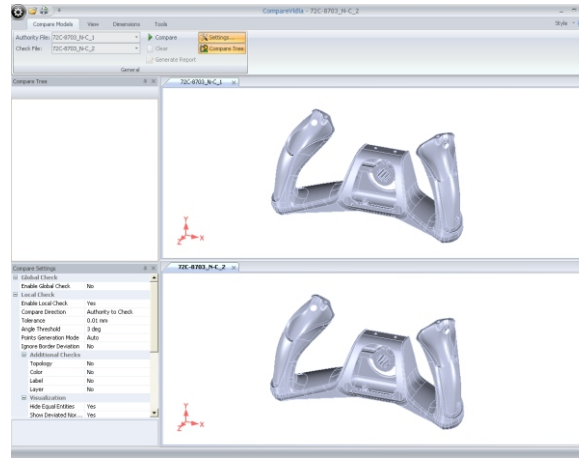 CompareVidia - 72C-8703_N-C_2
Compare Models View Dimensions Tools Style
Authority File: 72C-8703_N-C_1 Compare Settings...
Check File: 72C-8703_N-C_2 Clear Compare Tree
Generate Report
General
Compare Tree
72C-8703_N-C_1
Y
Z X
Compare Settings
72C-8703_N-C_2
Global Check
Enable Global Check No
Local Check
Enable Local Check Yes
Compare Direction Authority to Check
Tolerance 0.01 mm
Angle Threshold 3 deg
Points Generation Mode Auto
Ignore Border Deviation No
Additional Checks
Topology No
Color No
Label No
Layer No
Visualization
Hide Equal Entities Yes
Show Deviated Nor... Yes
Y
Z X